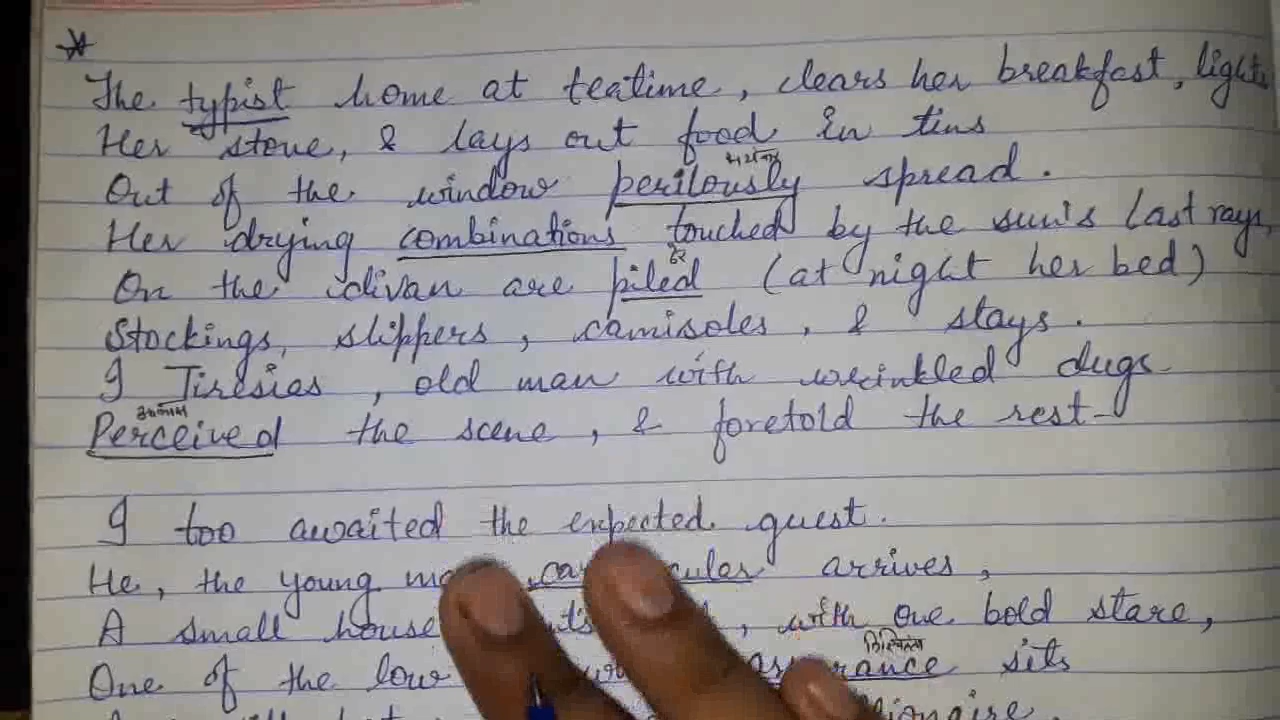 The typist home at teatime, clears her breakfast, lights
Her stove, & lays out food In tins
भयंकर
Out of the window perilously spread.
Her drying combinations touched by the sun's last rays,
ढेर
On the divan are piled (at night her bed)
Stockings, slippers, camisoles, & stays.
I Tiresias, old man with wrinkled dugs
Perceived the scene, & foretold the rest-
I too awaited the expected guest.
He, the young arrives,
A small house with one bold stare,
One of the low sits